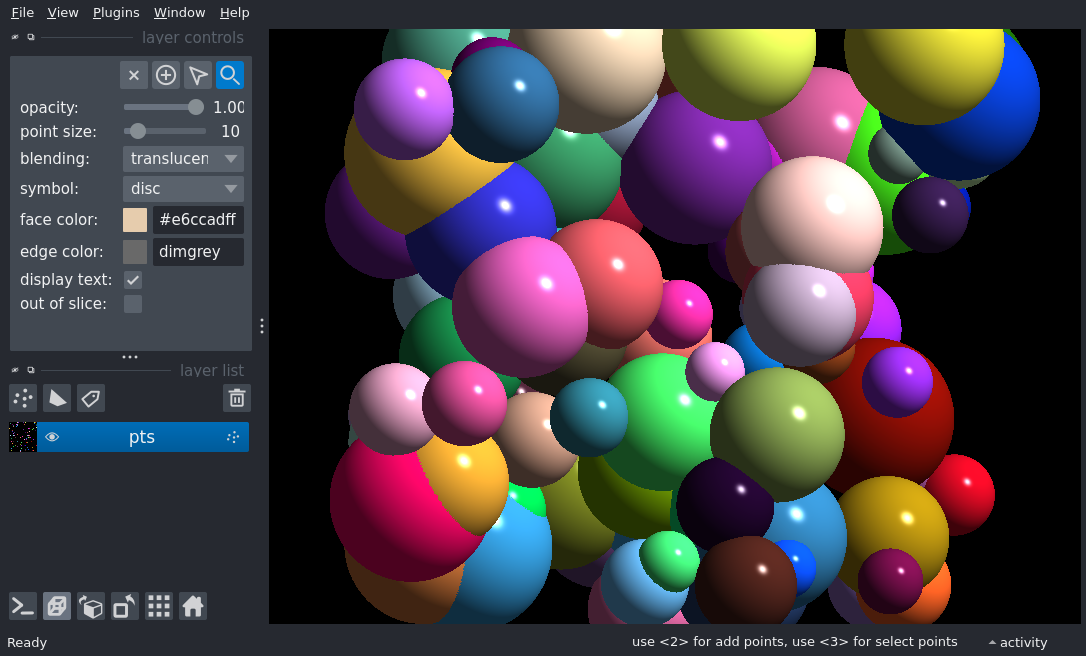 File View Plugins Window Help
layer controls
opacity: 1.00
point size: 10
blending: translucen
symbol: disc
face color: #e6ccadff
edge color: dimgrey
display text:
out of slice:
layer list
pts
Ready
use <2> for add points, use <3> for select points
activity